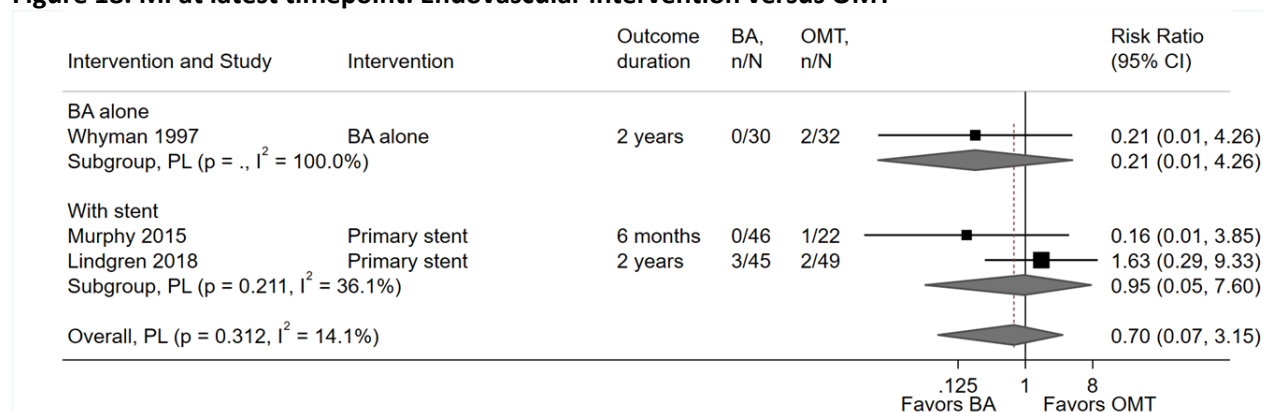 Figure 18. MI at latest timepoint: Endovascular intervention versus OMT
Outcome BA, OMT, Risk Ratio
Intervention and Study Intervention duration n/N n/N (95% CI)
BA alone
Whyman 1997 BA alone 2 years 0/30 2/32 0.21 (0.01, 4.26)
Subgroup, PL (p = ., I² = 100.0%) 0.21 (0.01, 4.26)
With stent
Murphy 2015 Primary stent 6 months 0/46 1/22 0.16 (0.01, 3.85)
Lindgren 2018 Primary stent 2 years 3/45 2/49 1.63 (0.29, 9.33)
Subgroup, PL (p = 0.211, I² = 36.1%) 0.95 (0.05, 7.60)
Overall, PL (p = 0.312, I² = 14.1%) 0.70 (0.07, 3.15)
.125 1 8
Favors BA Favors OMT